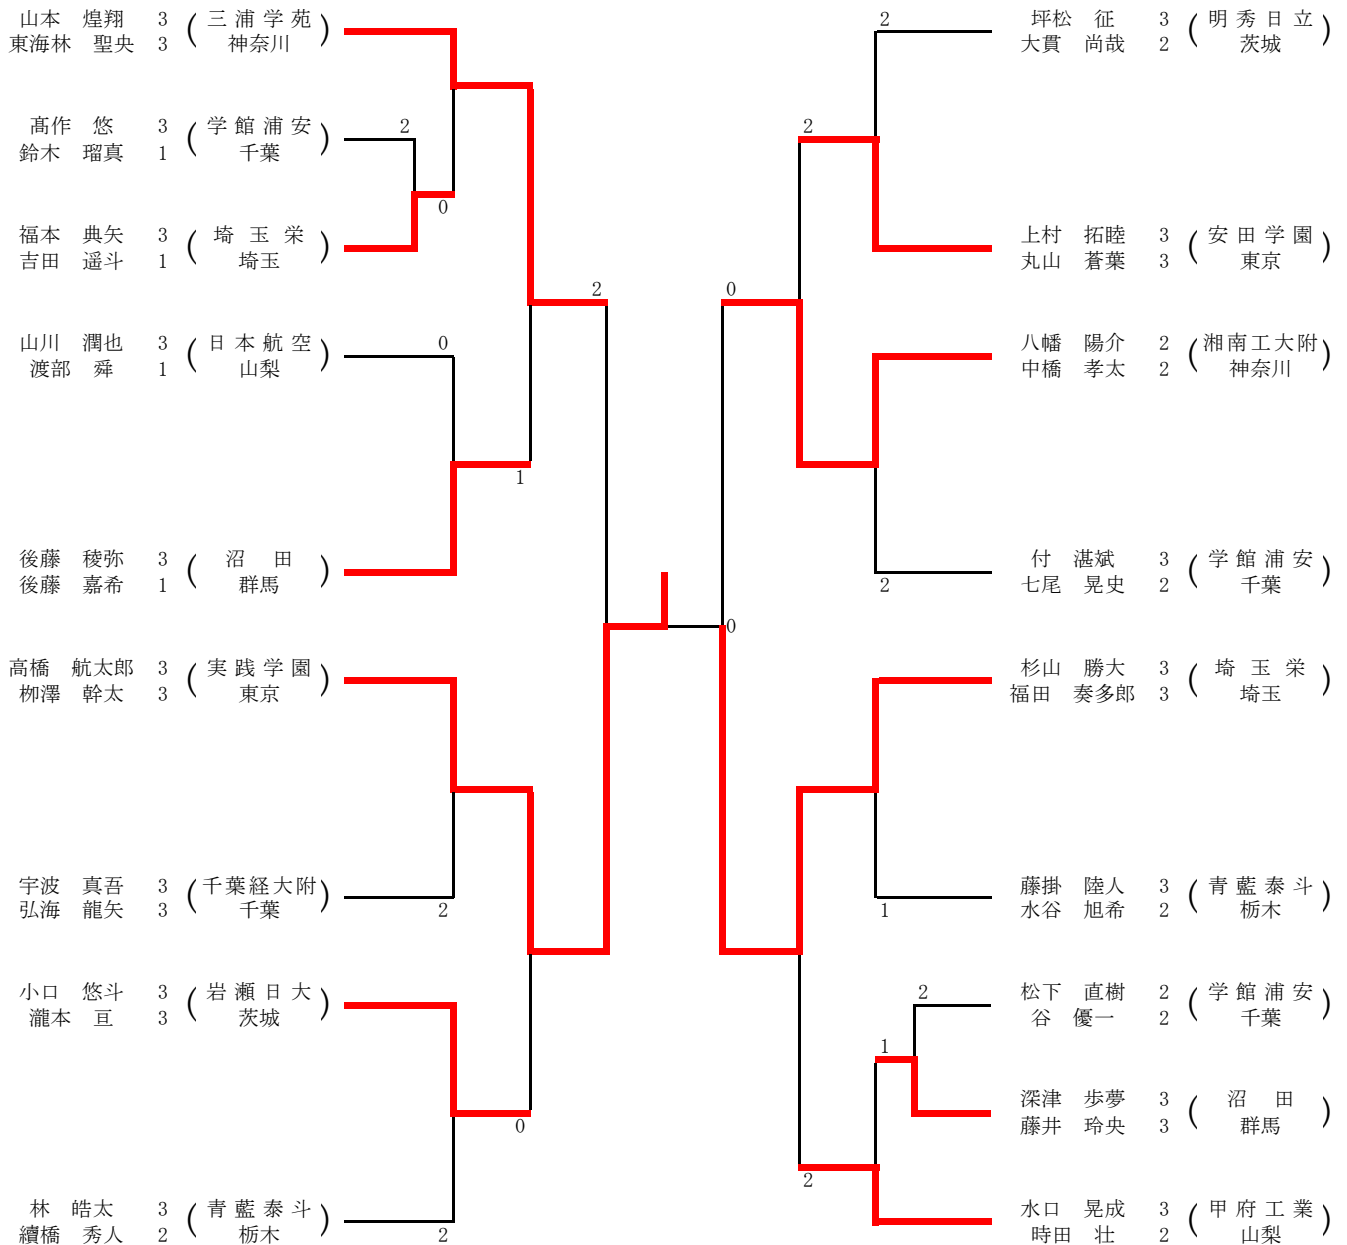 山本 煌翔 3 ( 三浦学苑 )
東海林 聖央 3 神奈川
髙作 悠 3 ( 学館浦安 ) 2
鈴木 瑠真 1 千葉
0
福本 典矢 3 ( 埼玉栄 )
吉田 遥斗 1 埼玉
2
山川 潤也 3 ( 日本航空 ) 0
渡部 舜 1 山梨
1
後藤 稜弥 3 ( 沼田 )
後藤 嘉希 1 群馬
高橋 航太郎 3 ( 実践学園 )
栁澤 幹太 3 東京
宇波 真吾 3 ( 千葉経大附 )
弘海 龍矢 3 千葉 2
小口 悠斗 3 ( 岩瀬日大 )
瀧本 亘 3 茨城
0
林 皓太 3 ( 青藍泰斗 )
續橋 秀人 2 栃木 2
2 坪松 征 3 ( 明秀日立 )
大貫 尚哉 2 茨城
2
上村 拓睦 3 ( 安田学園 )
丸山 蒼葉 3 東京
0
八幡 陽介 2 ( 湘南工大附 )
中橋 孝太 2 神奈川
付 湛斌 3 ( 学館浦安 )
2 七尾 晃史 2 千葉
0
杉山 勝大 3 ( 埼玉栄 )
福田 奏多郎 3 埼玉
藤掛 陸人 3 ( 青藍泰斗 )
1 水谷 旭希 2 栃木
2 松下 直樹 2 ( 学館浦安 )
谷 優一 2 千葉
1
深津 歩夢 3 ( 沼田 )
藤井 玲央 3 群馬
2
水口 晃成 3 ( 甲府工業 )
時田 壮 2 山梨